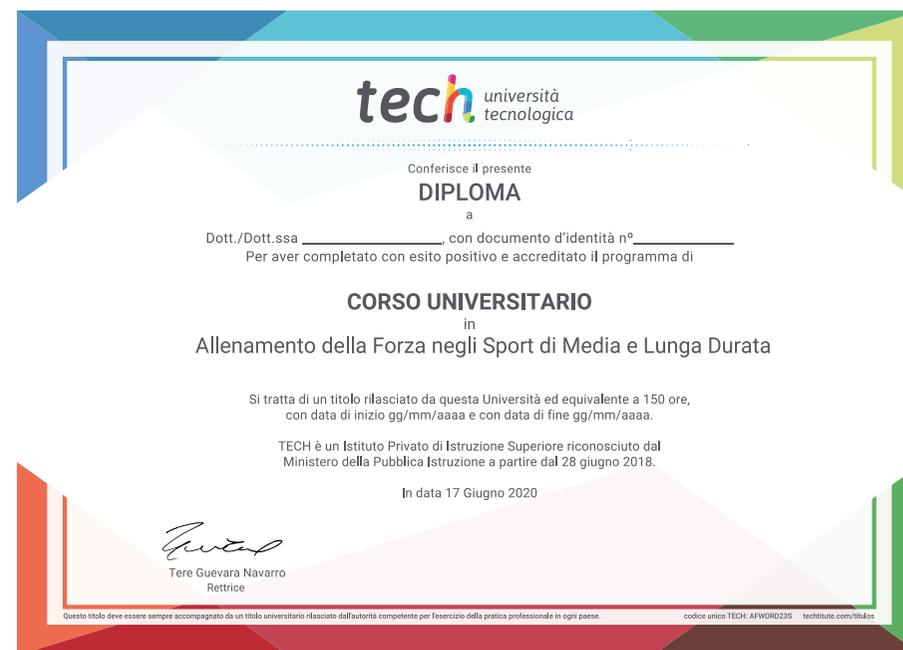 tech università
tecnologica
Conferisce il presente
DIPLOMA
a
Dott./Dott.ssa ____________________, con documento d'identità nº______________
Per aver completato con esito positivo e accreditato il programma di
CORSO UNIVERSITARIO
in
Allenamento della Forza negli Sport di Media e Lunga Durata
Si tratta di un titolo rilasciato da questa Università ed equivalente a 150 ore,
con data di inizio gg/mm/aaaa e con data di fine gg/mm/aaaa.
TECH è un Istituto Privato di Istruzione Superiore riconosciuto dal
Ministero della Pubblica Istruzione a partire dal 28 giugno 2018.
In data 17 Giugno 2020
Tere Guevara Navarro
Rettrice
Questo titolo deve essere sempre accompagnato da un titolo universitario rilasciato dall'autorità competente per l'esercizio della pratica professionale in ogni paese. codice unico TECH: AFWORD23S techtitute.com/titulos